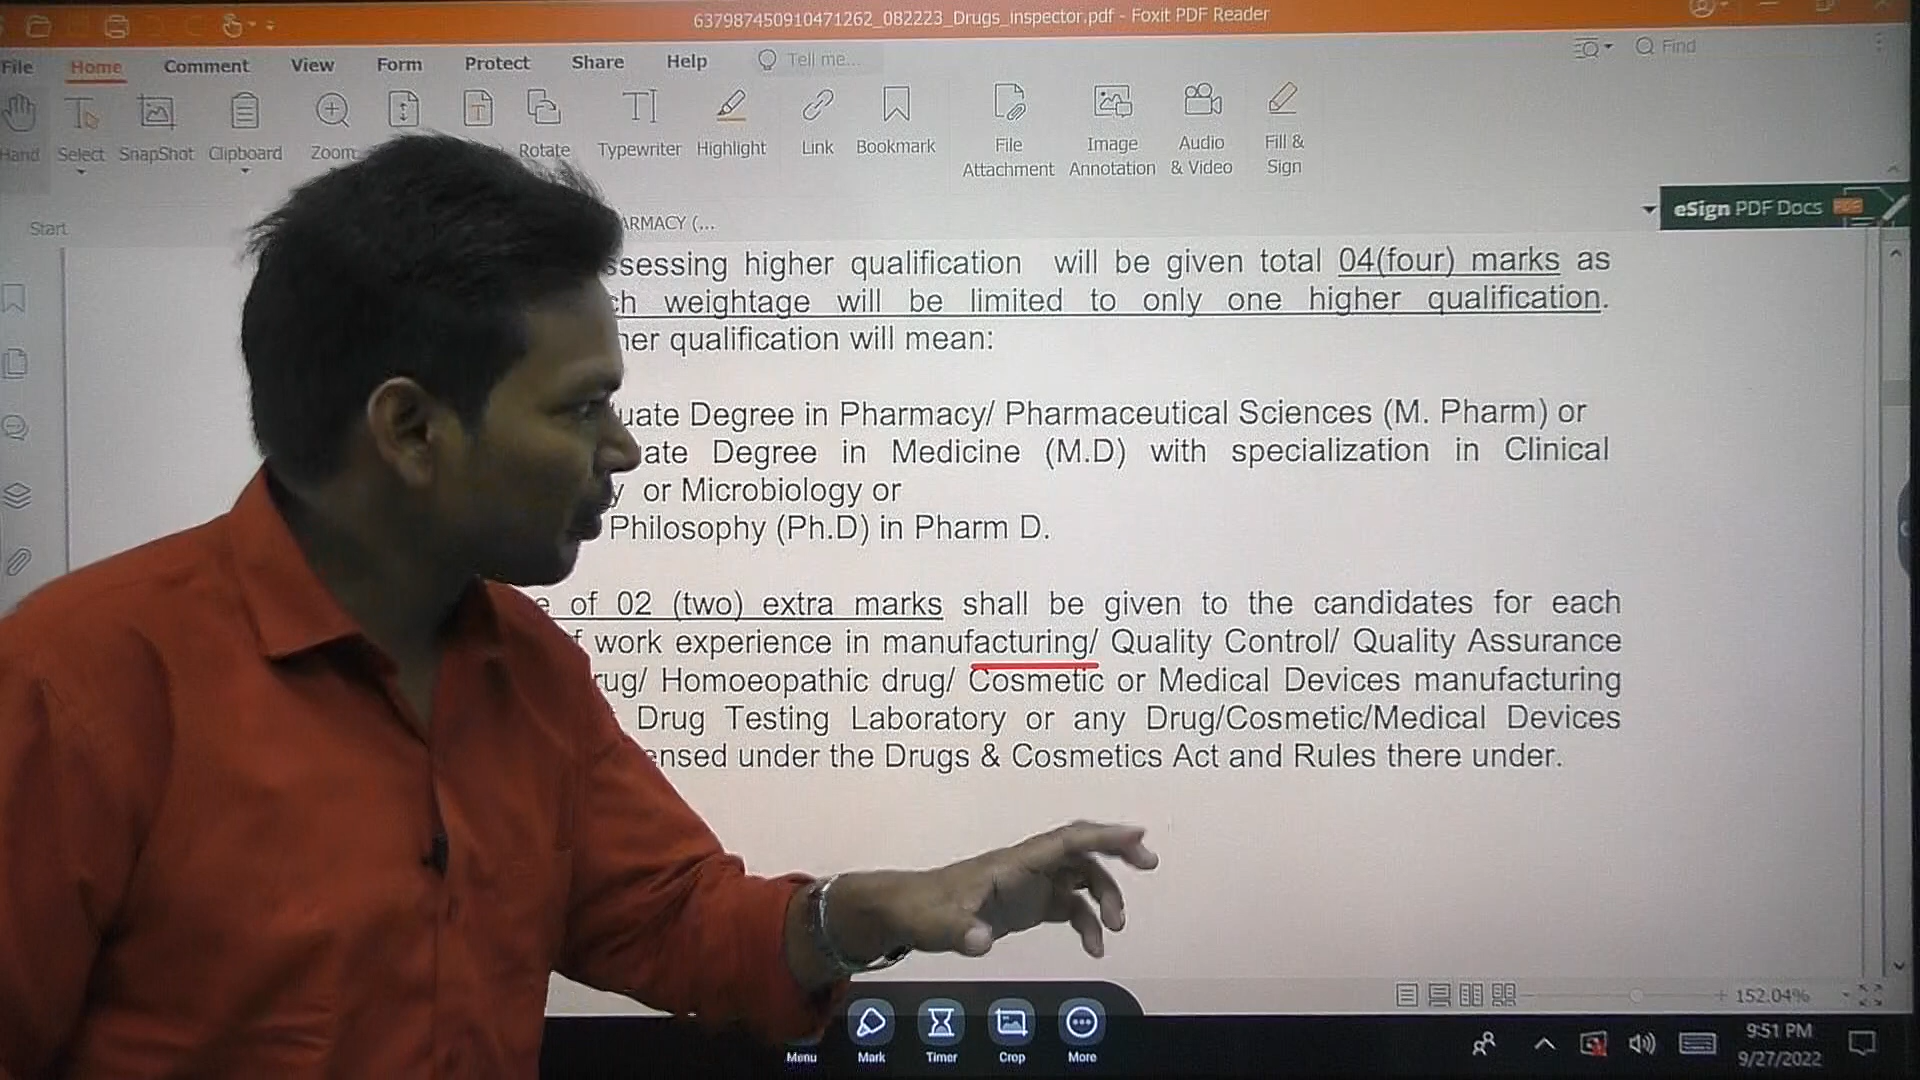 637987450910471262_082223_Drugs_inspector.pdf - Foxit PDF Reader
File Home Comment View Form Protect Share Help Tell me... Find
Hand Select SnapShot Clipboard Zoom Rotate Typewriter Highlight Link Bookmark File Attachment Image Annotation Audio & Video Fill & Sign
Start ARMACY (... eSign PDF Docs
ssessing higher qualification will be given total 04(four) marks as
ch weightage will be limited to only one higher qualification.
her qualification will mean:
uate Degree in Pharmacy/ Pharmaceutical Sciences (M. Pharm) or
ate Degree in Medicine (M.D) with specialization in Clinical
y or Microbiology or
Philosophy (Ph.D) in Pharm D.
e of 02 (two) extra marks shall be given to the candidates for each
f work experience in manufacturing/ Quality Control/ Quality Assurance
rug/ Homoeopathic drug/ Cosmetic or Medical Devices manufacturing
Drug Testing Laboratory or any Drug/Cosmetic/Medical Devices
ensed under the Drugs & Cosmetics Act and Rules there under.
152.04%
Menu Mark Timer Crop More
9:51 PM
9/27/2022